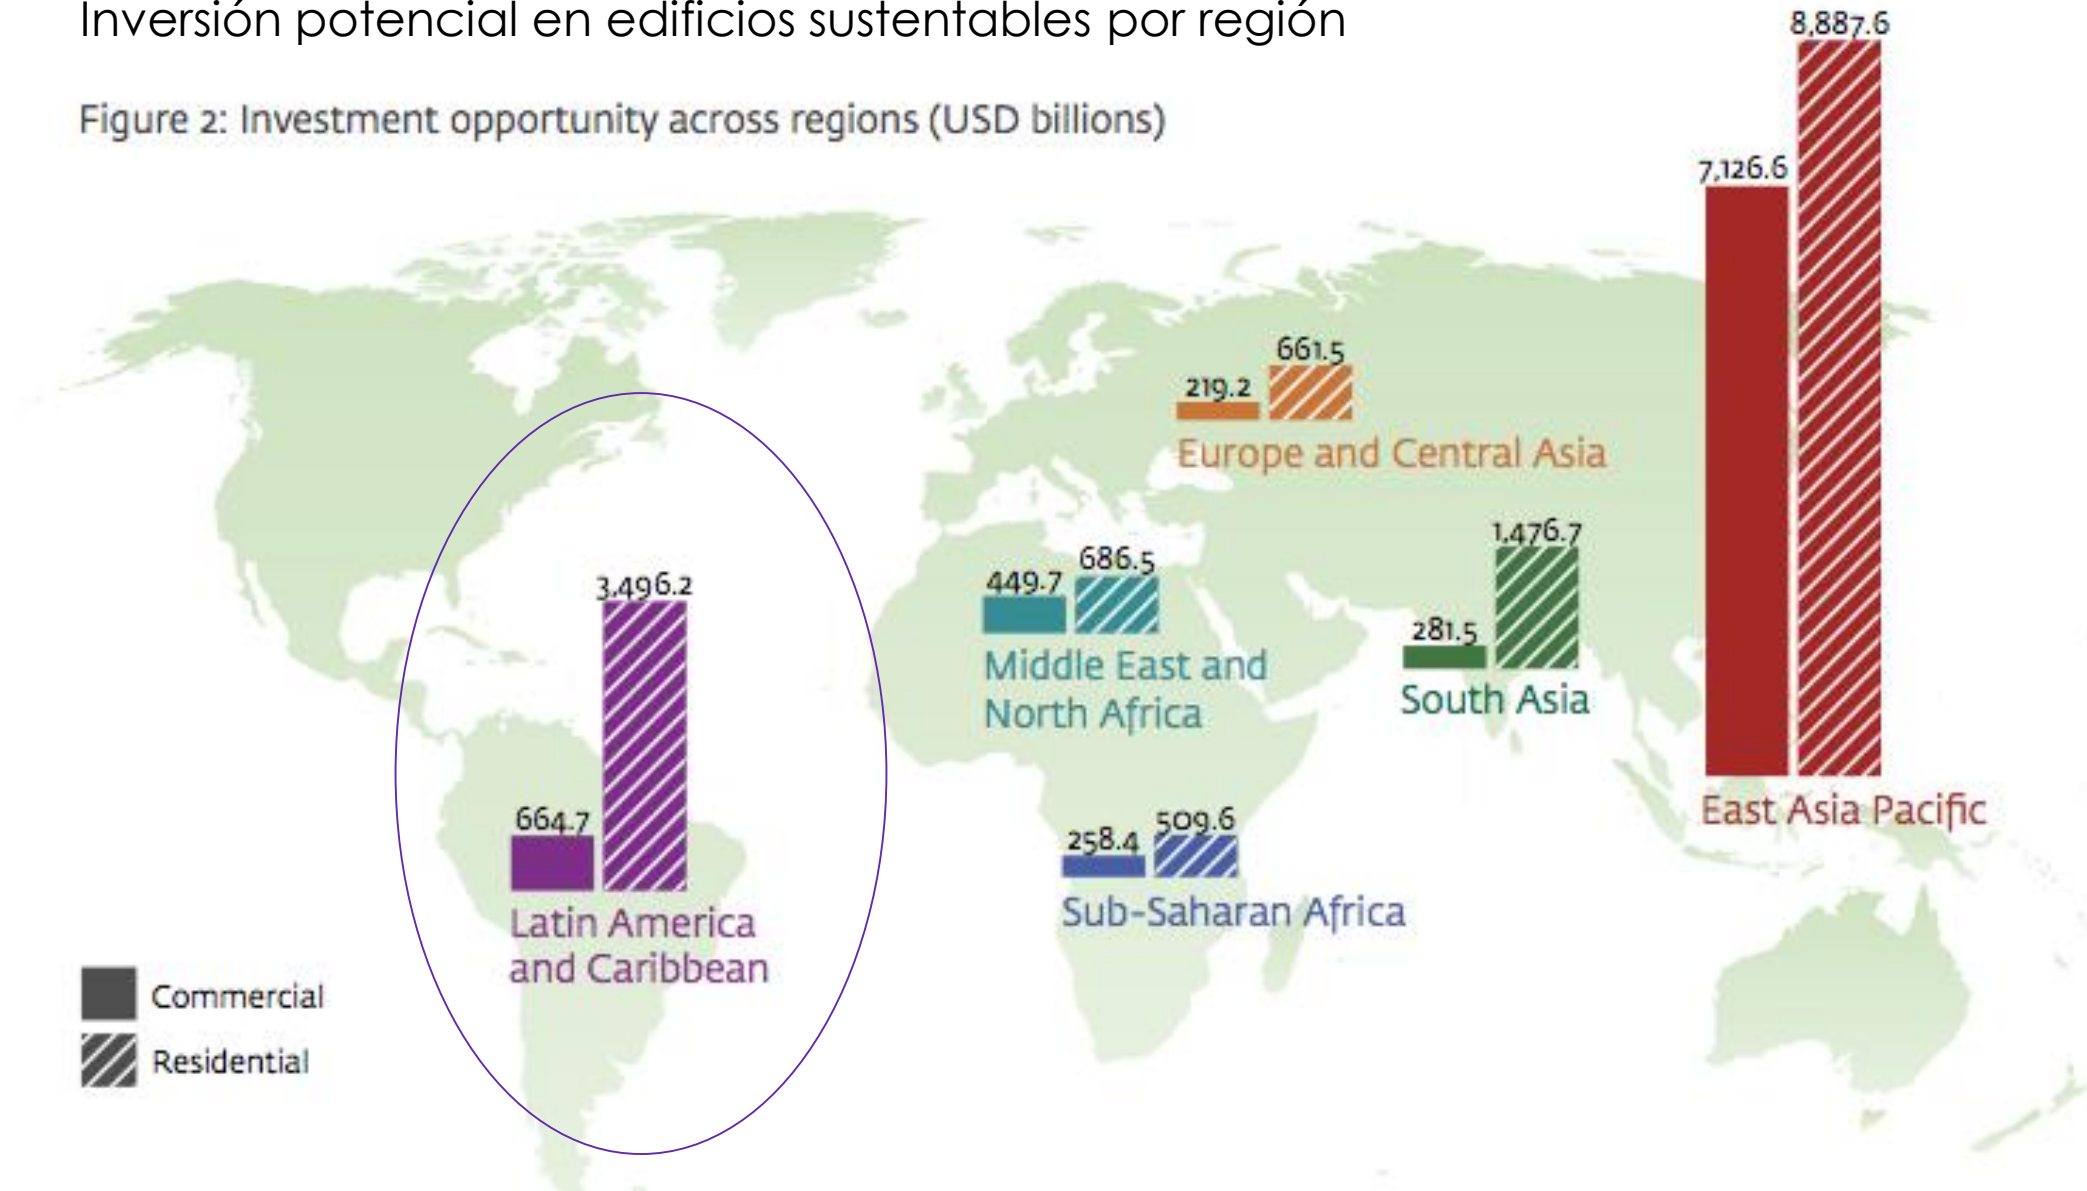 Inversión potencial en edificios sustentables por región
Figure 2: Investment opportunity across regions (USD billions)
8,887.6
7,126.6
East Asia Pacific
661.5
219.2
Europe and Central Asia
1,476.7
281.5
South Asia
686.5
449.7
Middle East and
North Africa
3,496.2
664.7
Latin America
and Caribbean
509.6
258.4
Sub-Saharan Africa
Commercial
Residential